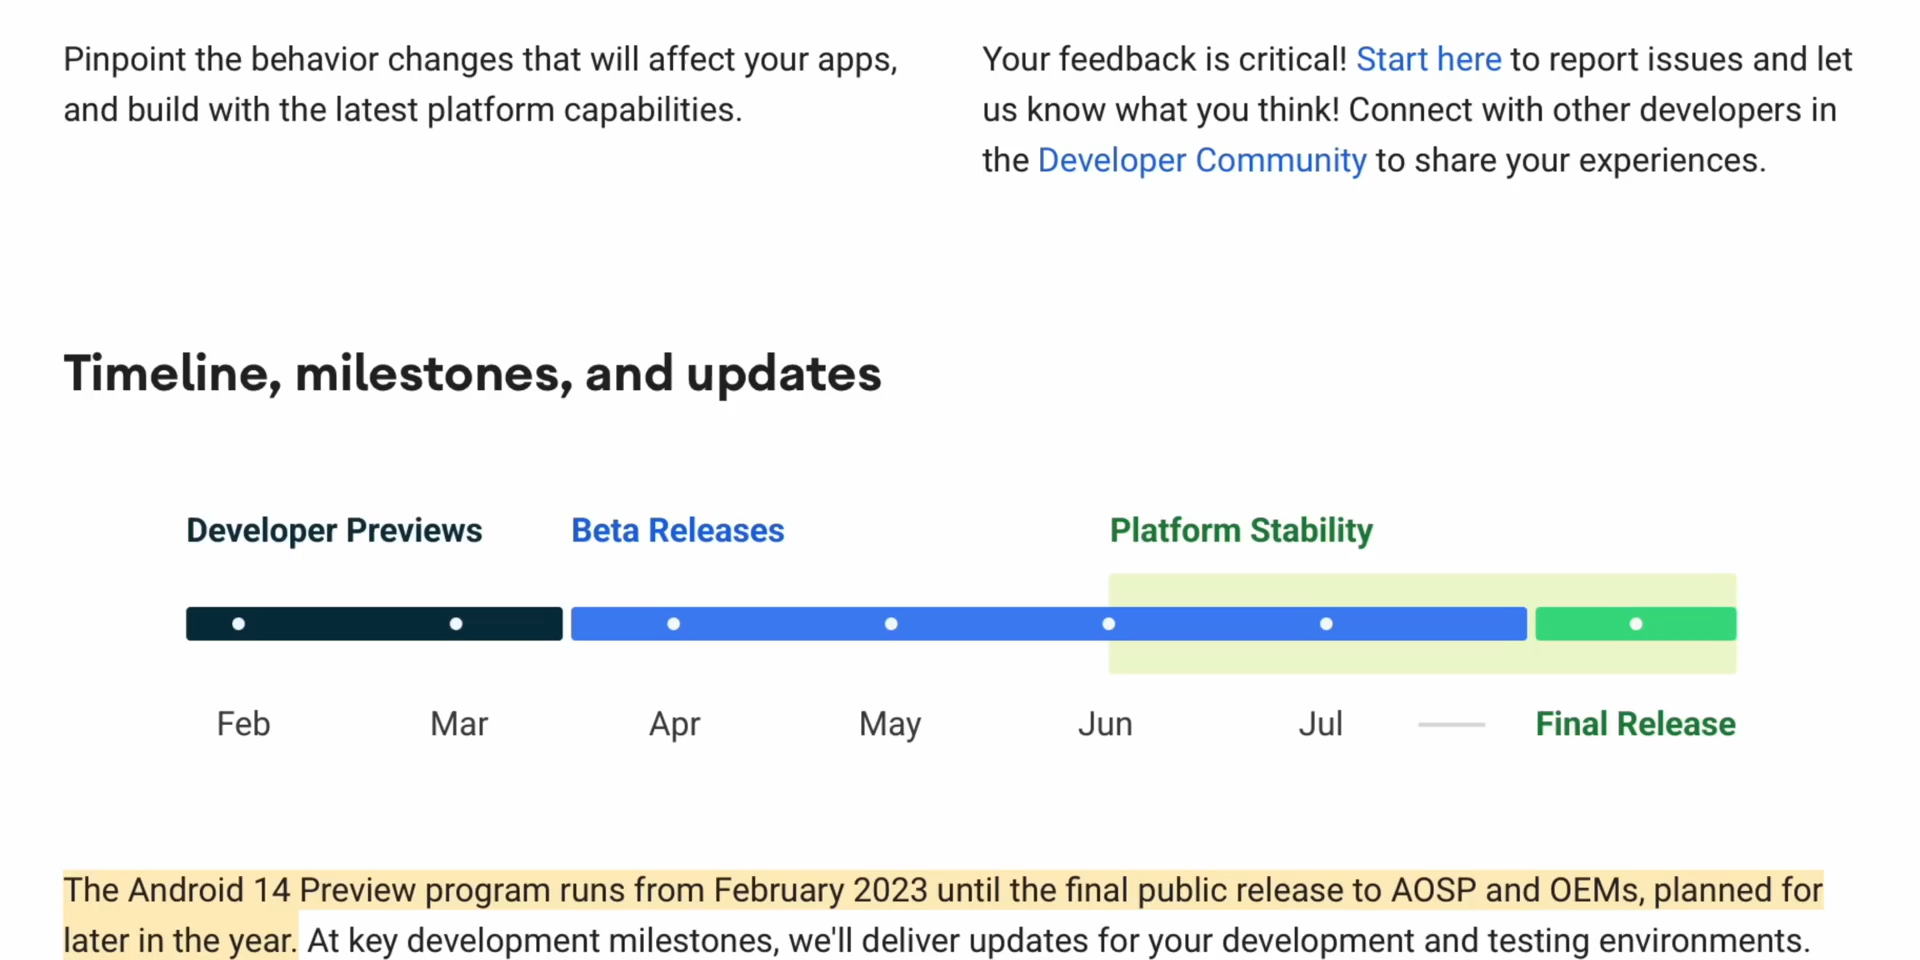 Pinpoint the behavior changes that will affect your apps,
and build with the latest platform capabilities.
Your feedback is critical! Start here to report issues and let
us know what you think! Connect with other developers in
the Developer Community to share your experiences.
Timeline, milestones, and updates
Developer Previews
Beta Releases
Platform Stability
Feb
Mar
Apr
May
Jun
Jul
Final Release
The Android 14 Preview program runs from February 2023 until the final public release to AOSP and OEMs, planned for
later in the year. At key development milestones, we'll deliver updates for your development and testing environments.